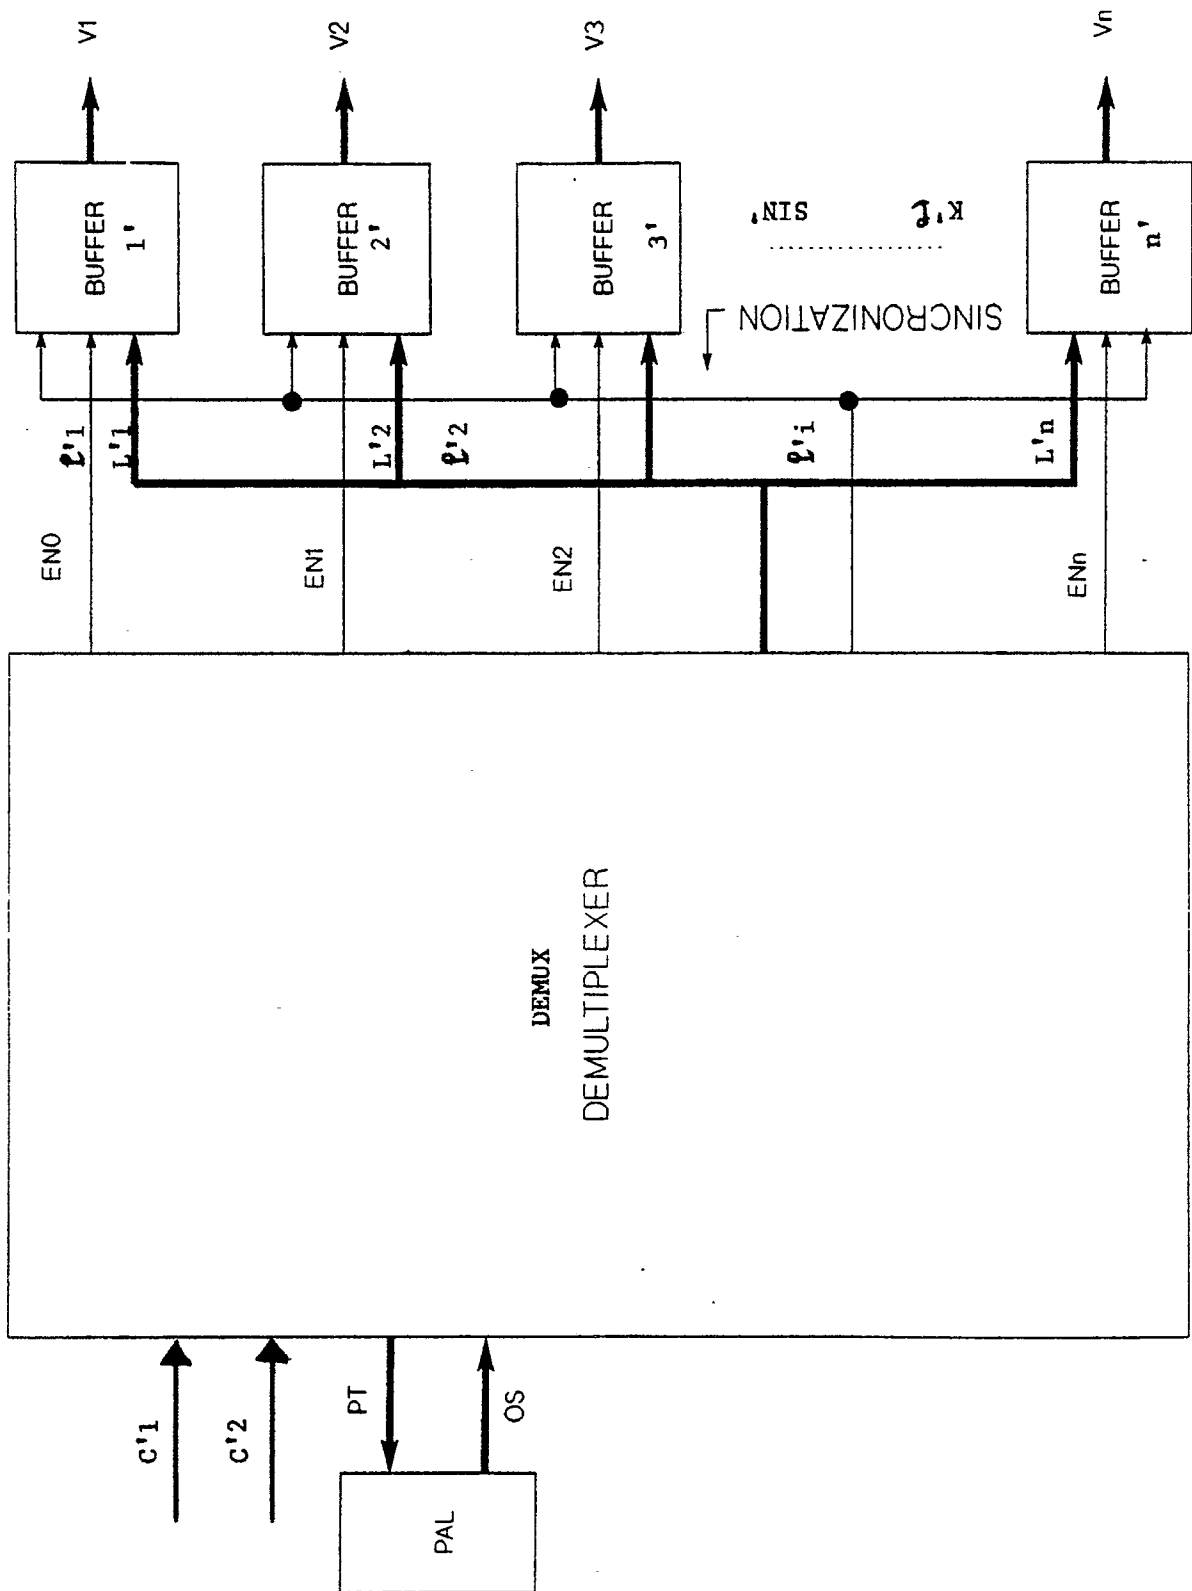 V1
V2
V3
Vn
BUFFER
1'
BUFFER
2'
BUFFER
3'
BUFFER
n'
SIN'
SINCRONIZATION
ℓ'1
L'1
L'2
ℓ'2
ℓ'i
L'n
EN0
EN1
EN2
ENn
DEMUX
DEMULTIPLEXER
C'1
C'2
PT
OS
PAL